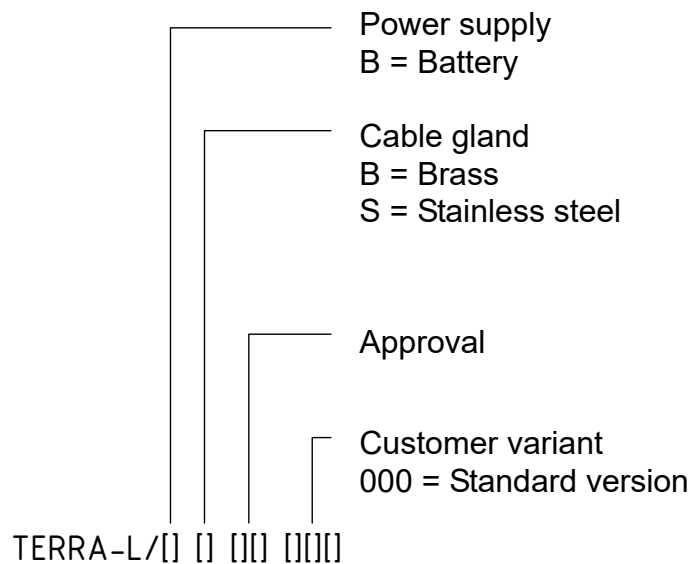 Power supply
B = Battery
Cable gland
B = Brass
S = Stainless steel
Approval
Customer variant
000 = Standard version
TERRA-L/[] [] [][] [][][]